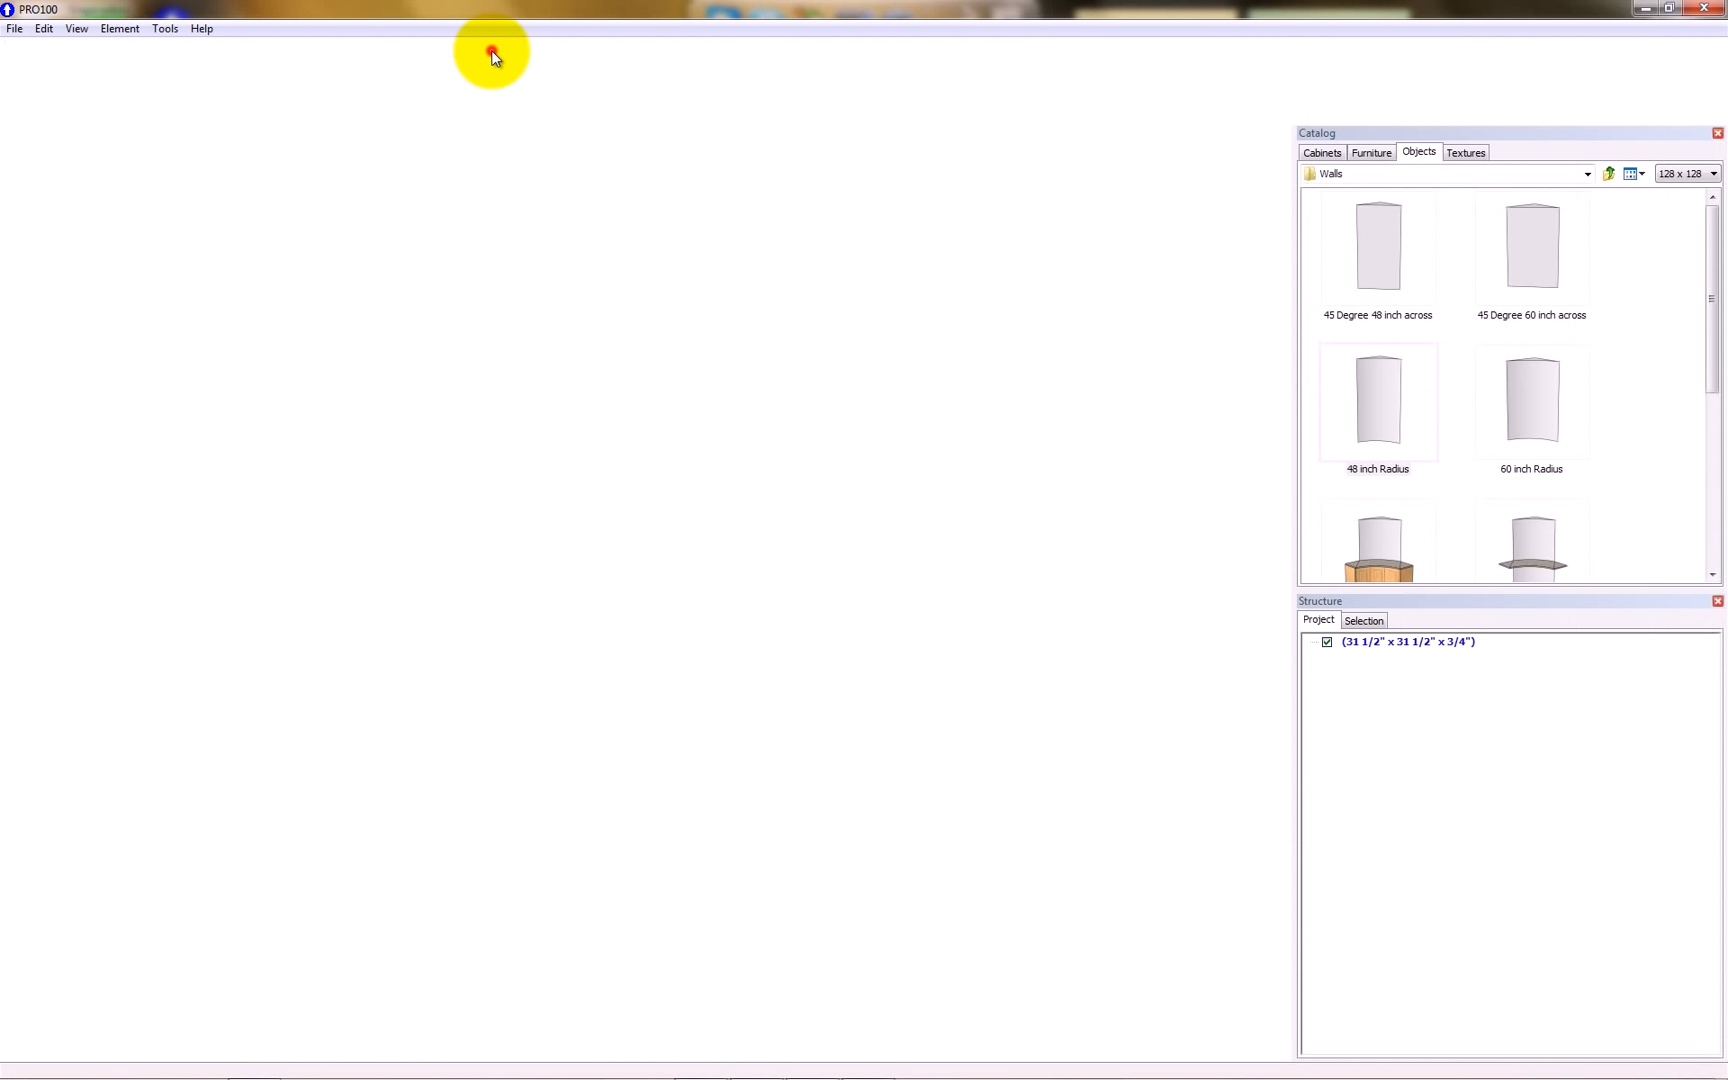 PRO100
File Edit View Element Tools Help
Catalog
Cabinets Furniture Objects Textures
Walls 128 x 128
45 Degree 48 inch across 45 Degree 60 inch across
48 inch Radius 60 inch Radius
Structure
Project Selection
(31 1/2" x 31 1/2" x 3/4")